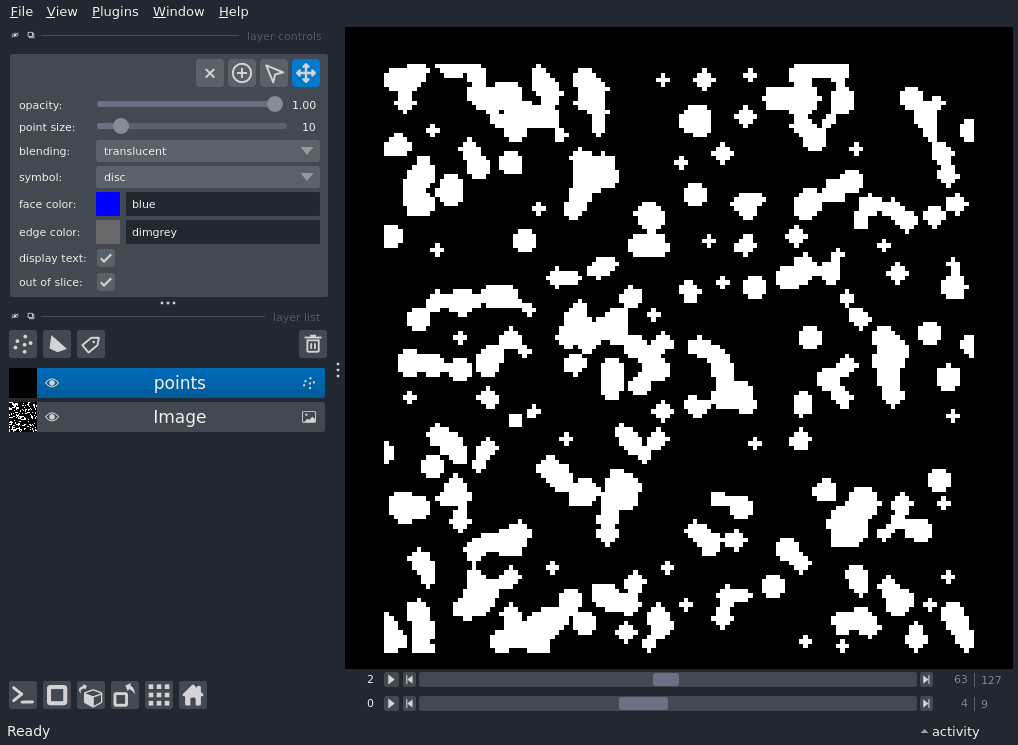 File View Plugins Window Help
layer controls
opacity: 1.00
point size: 10
blending: translucent
symbol: disc
face color: blue
edge color: dimgrey
display text:
out of slice:
layer list
points
Image
2 63 127
0 4 9
Ready activity